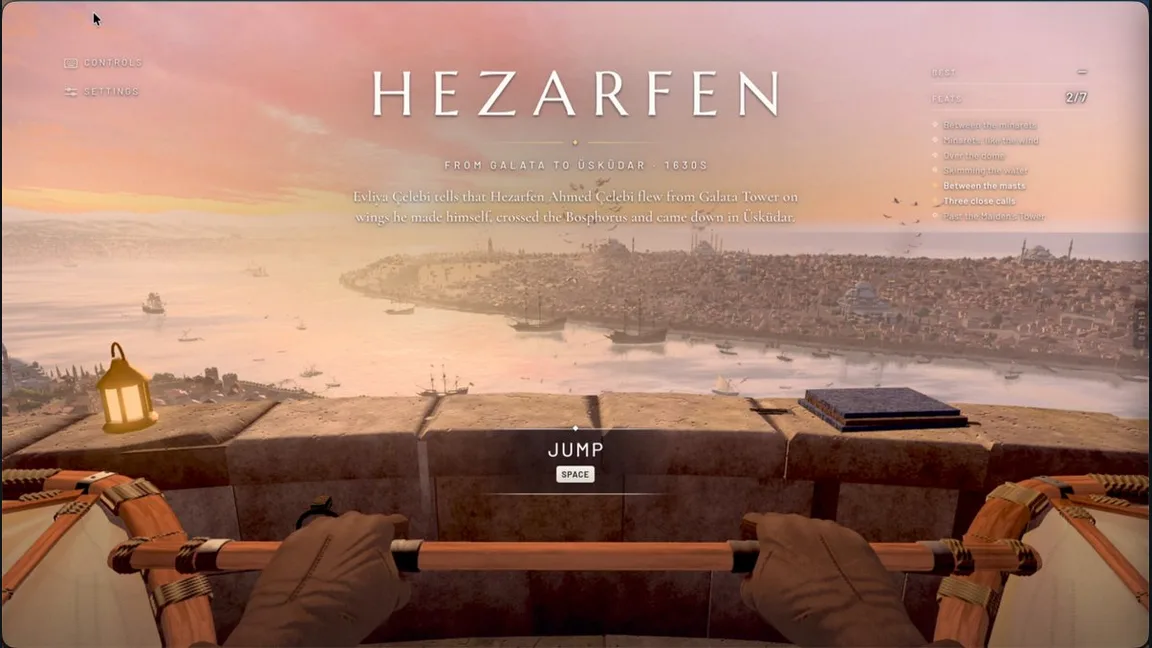 CONTROLS
SETTINGS
HEZARFEN
FROM GALATA TO ÜSKÜDAR · 1630S
Evliya Çelebi tells that Hezarfen Ahmed Çelebi flew from Galata Tower on
wings he made himself, crossed the Bosphorus and came down in Üsküdar.
BEST —
FEATS 2/7
Between the minarets
Minarets, like the wind
Over the dome
Skimming the water
Between the masts
Three close calls
Past the Maiden's Tower
JUMP
SPACE